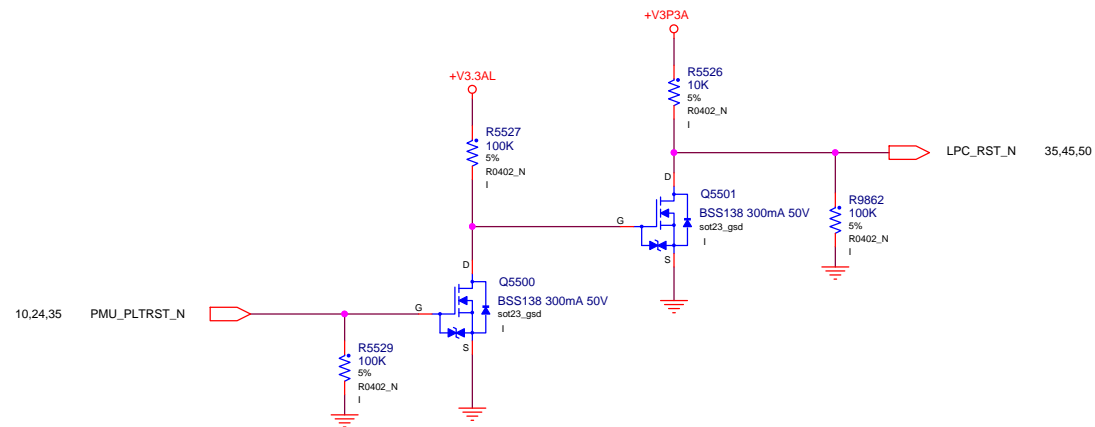 +V3P3A
R5526
10K
5%
R0402_N
I
+V3.3AL
R5527
100K
5%
R0402_N
I
LPC_RST_N 35,45,50
D
Q5501
BSS138 300mA 50V
sot23_gsd
I
G
S
R9862
100K
5%
R0402_N
I
D
Q5500
BSS138 300mA 50V
sot23_gsd
I
G
S
10,24,35 PMU_PLTRST_N
R5529
100K
5%
R0402_N
I